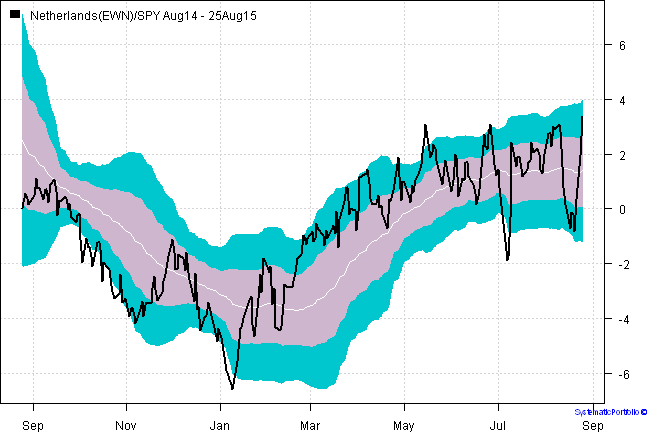 Netherlands(EWN)/SPY Aug14 - 25Aug15
6
4
2
0
-2
-4
-6
SystematicPortfolio ©
Sep Nov Jan Mar May Jul Sep